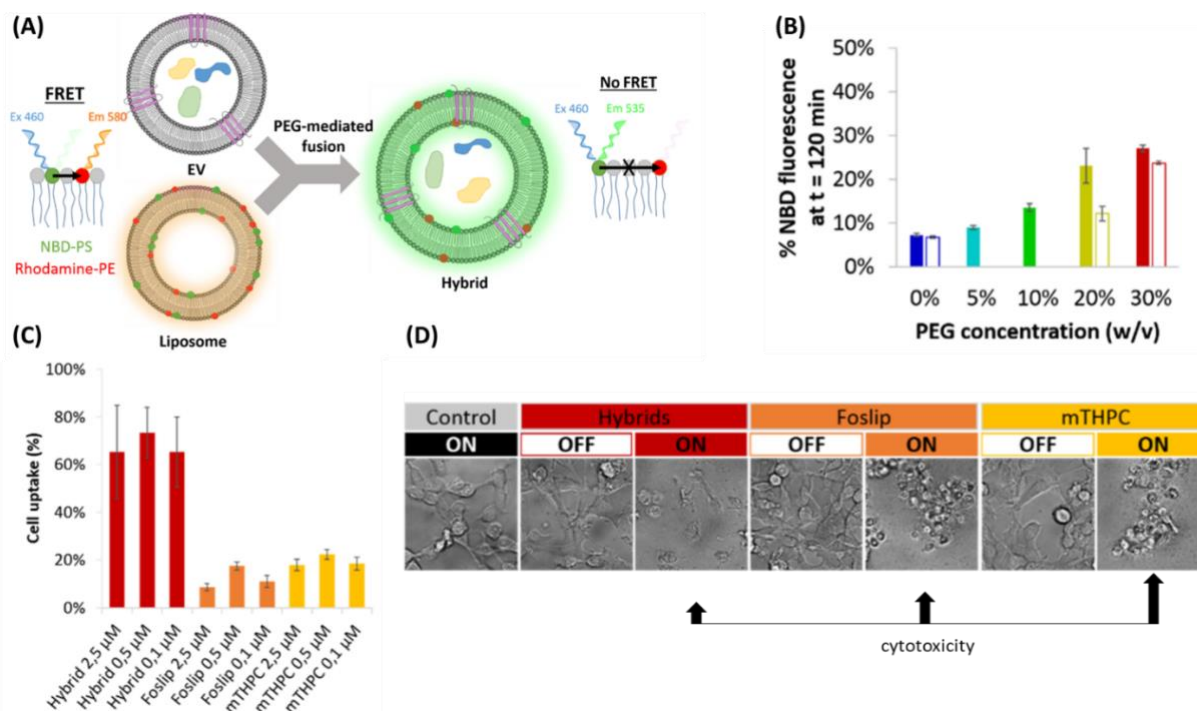 (A)
FRET
Ex 460
Em 580
NBD-PS
Rhodamine-PE
EV
Liposome
PEG-mediated
fusion
Hybrid
No FRET
Ex 460
Em 535
(B)
% NBD fluorescence
at t = 120 min
50%
40%
30%
20%
10%
0%
0%
5%
10%
20%
30%
PEG concentration (w/v)
(C)
Cell uptake (%)
100%
80%
60%
40%
20%
0%
Hybrid 2,5 µM
Hybrid 0,5 µM
Hybrid 0,1 µM
Foslip 2,5 µM
Foslip 0,5 µM
Foslip 0,1 µM
mTHPC 2,5 µM
mTHPC 0,5 µM
mTHPC 0,1 µM
(D)
Control Hybrids Foslip mTHPC
ON OFF ON OFF ON OFF ON
cytotoxicity